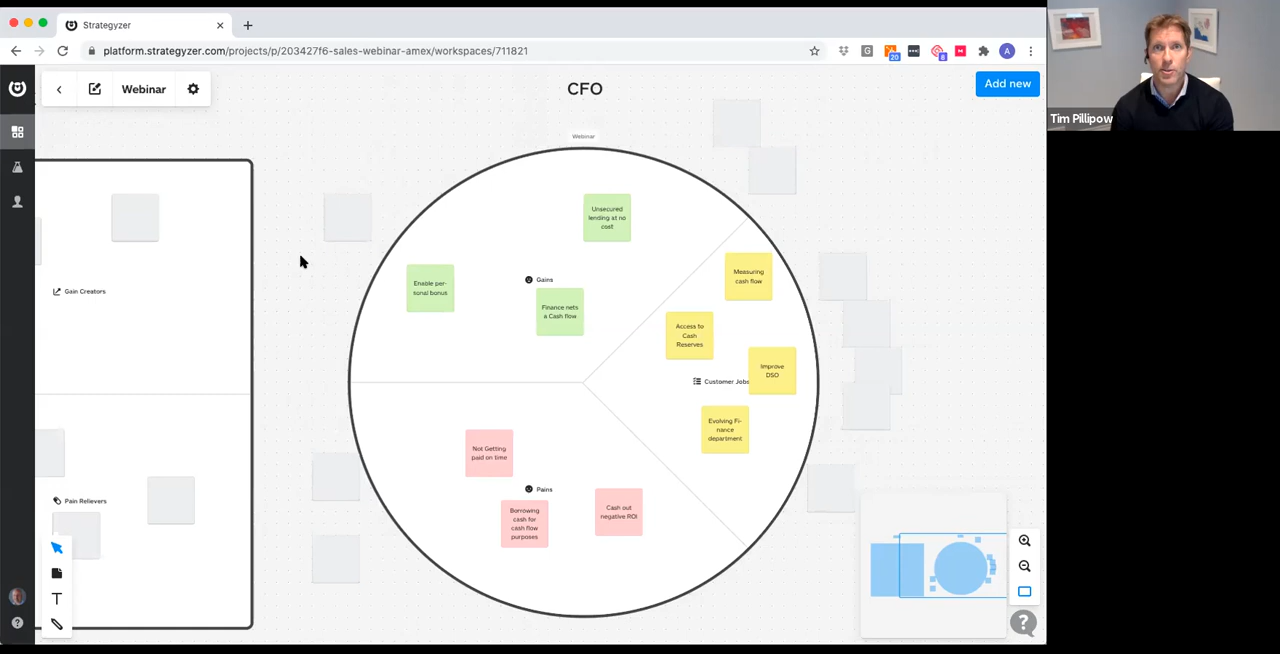 Strategyzer
platform.strategyzer.com/projects/p/203427f6-sales-webinar-amex/workspaces/711821
G
20
8
A
Webinar
CFO
Add new
Webinar
Tim Pillipow
Unsecured
lending at no
cost
Enable per-
sonal bonus
Gains
Finance nets
a Cash flow
Measuring
cash flow
Access to
Cash
Reserves
Customer Jobs
Improve
DSO
Evolving Fi-
nance
department
Gain Creators
Not Getting
paid on time
Pains
Borrowing
cash for
cash flow
purposes
Cash out
negative ROI
Pain Relievers
T
?
?